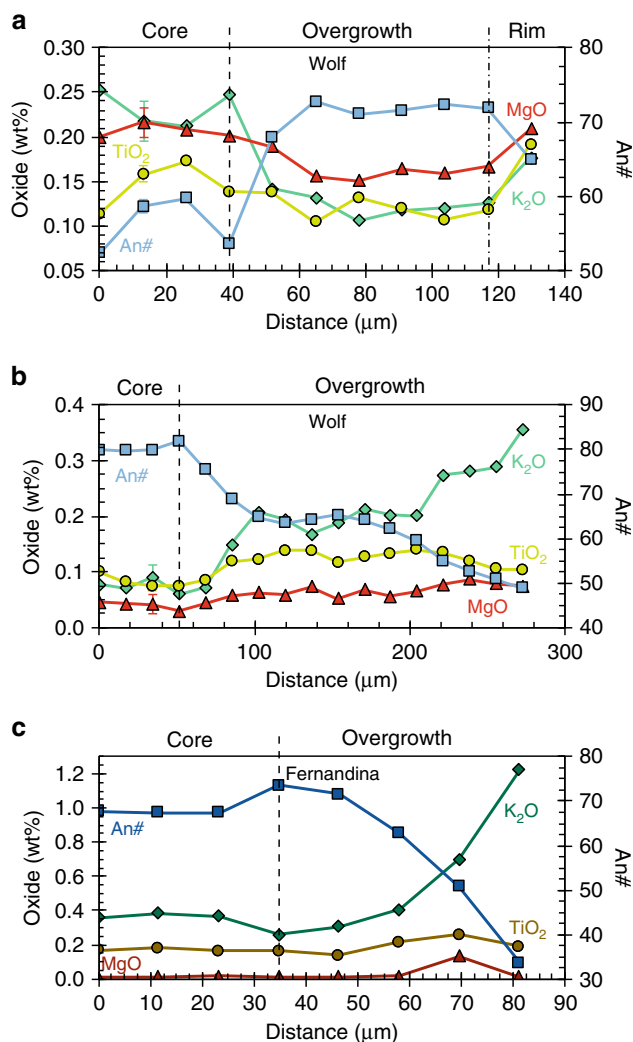 a
Core Overgrowth Rim
0.30 80
Wolf
0.25 MgO
70
0.20
TiO2
0.15 60
K2O
0.10
An#
0.05 50
0 20 40 60 80 100 120 140
Oxide (wt%)
An#
Distance (µm)
b
Core Overgrowth
0.4 90
Wolf
80
An# K2O
0.3
70
0.2
60
TiO2
0.1
50
MgO
0.0 40
0 100 200 300
Oxide (wt%)
An#
Distance (µm)
c
Core Overgrowth
80
1.2 Fernandina
K2O
70
1.0
An#
0.8 60
0.6
50
0.4
TiO2
40
0.2
MgO
0.0 30
0 10 20 30 40 50 60 70 80 90
Oxide (wt%)
An#
Distance (µm)